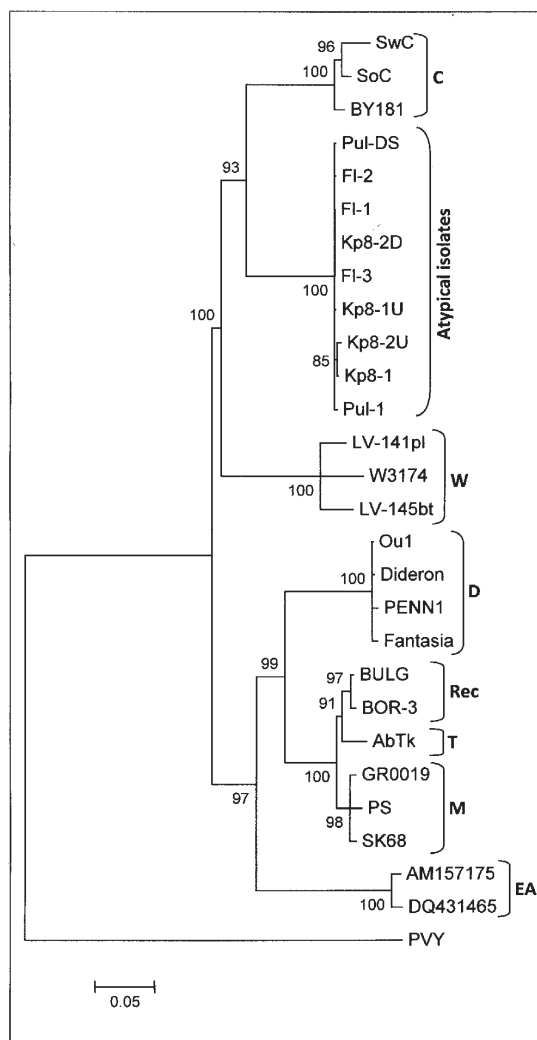 96
SwC
SoC
100
BY181
C
Pul-DS
Fl-2
93
Fl-1
Kp8-2D
Fl-3
100
Kp8-1U
Kp8-2U
85
Kp8-1
Pul-1
Atypical isolates
100
LV-141pl
W3174
100
LV-145bt
W
Ou1
100
Dideron
PENN1
Fantasia
D
99
97
BULG
91
BOR-3
Rec
AbTk
T
100
GR0019
PS
98
SK68
M
97
AM157175
100
DQ431465
EA
PVY
0.05